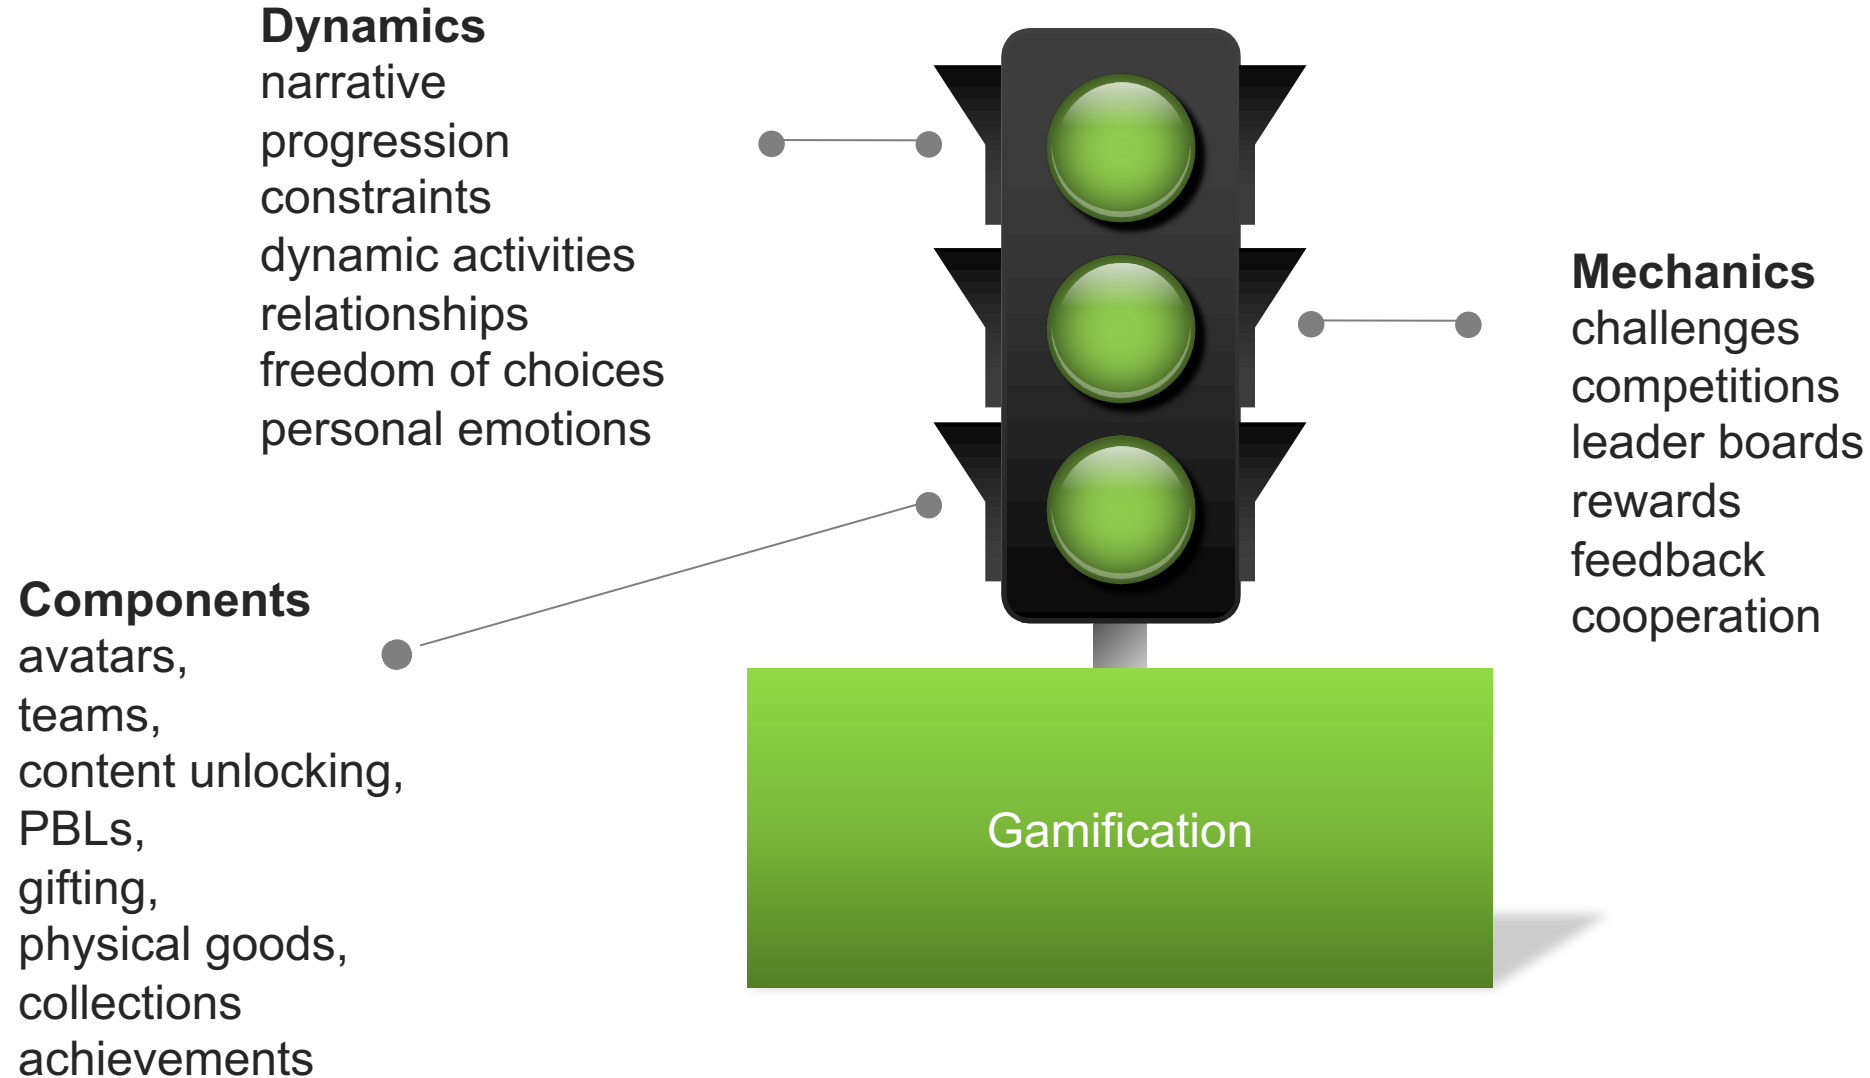 Dynamics
narrative
progression
constraints
dynamic activities
relationships
freedom of choices
personal emotions
Mechanics
challenges
competitions
leader boards
rewards
feedback
cooperation
Components
avatars,
teams,
content unlocking,
PBLs,
gifting,
physical goods,
collections
achievements
Gamification